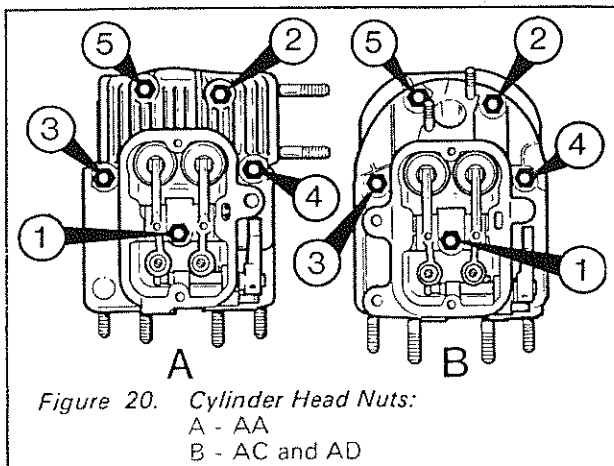 5 2 5 2
3 4 4
1 3 1
A B
Figure 20. Cylinder Head Nuts:
A - AA
B - AC and AD